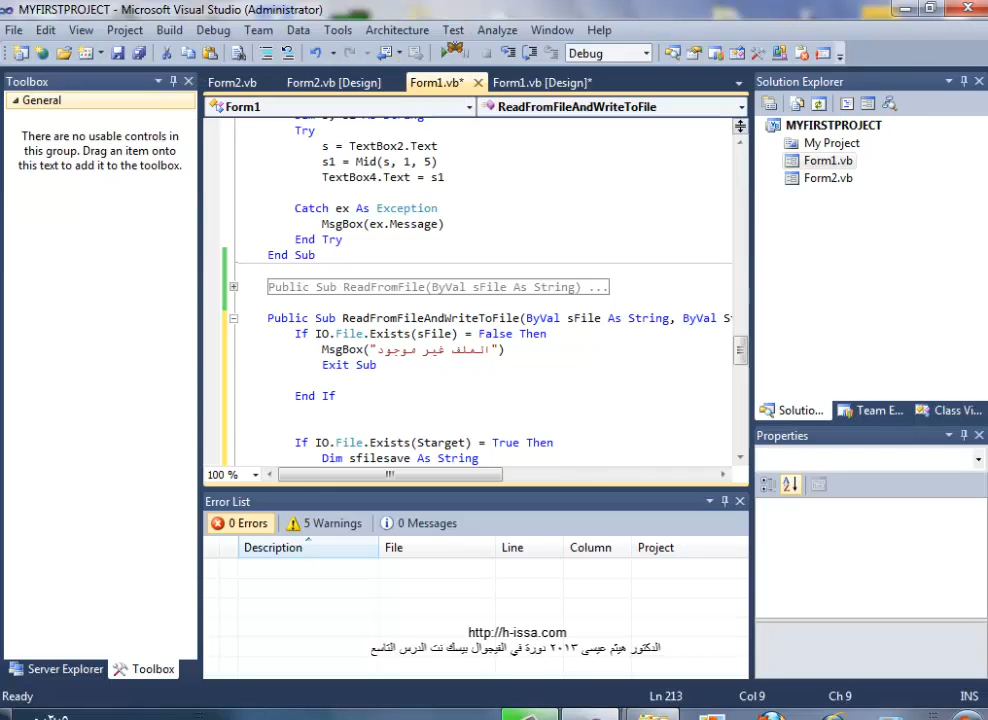 MYFIRSTPROJECT - Microsoft Visual Studio (Administrator)
File Edit View Project Build Debug Team Data Tools Architecture Test Analyze Window Help
Debug
Toolbox
General
There are no usable controls in
this group. Drag an item onto
this text to add it to the toolbox.
Server Explorer Toolbox
Form2.vb Form2.vb [Design] Form1.vb* Form1.vb [Design]*
Form1 ReadFromFileAndWriteToFile
Try
s = TextBox2.Text
s1 = Mid(s, 1, 5)
TextBox4.Text = s1
Catch ex As Exception
MsgBox(ex.Message)
End Try
End Sub
Public Sub ReadFromFile(ByVal sFile As String) ...
Public Sub ReadFromFileAndWriteToFile(ByVal sFile As String, ByVal S
If IO.File.Exists(sFile) = False Then
MsgBox("الملف غير موجود")
Exit Sub
End If
If IO.File.Exists(Starget) = True Then
Dim sfilesave As String
100 %
Error List
0 Errors 5 Warnings 0 Messages
Description File Line Column Project
http://h-issa.com
الدكتور هيثم عيسى ٢٠١٣ دورة في الفيجوال بيسك نت الدرس التاسع
Solution Explorer
MYFIRSTPROJECT
My Project
Form1.vb
Form2.vb
Solutio... Team E... Class Vi...
Properties
Ready Ln 213 Col 9 Ch 9 INS